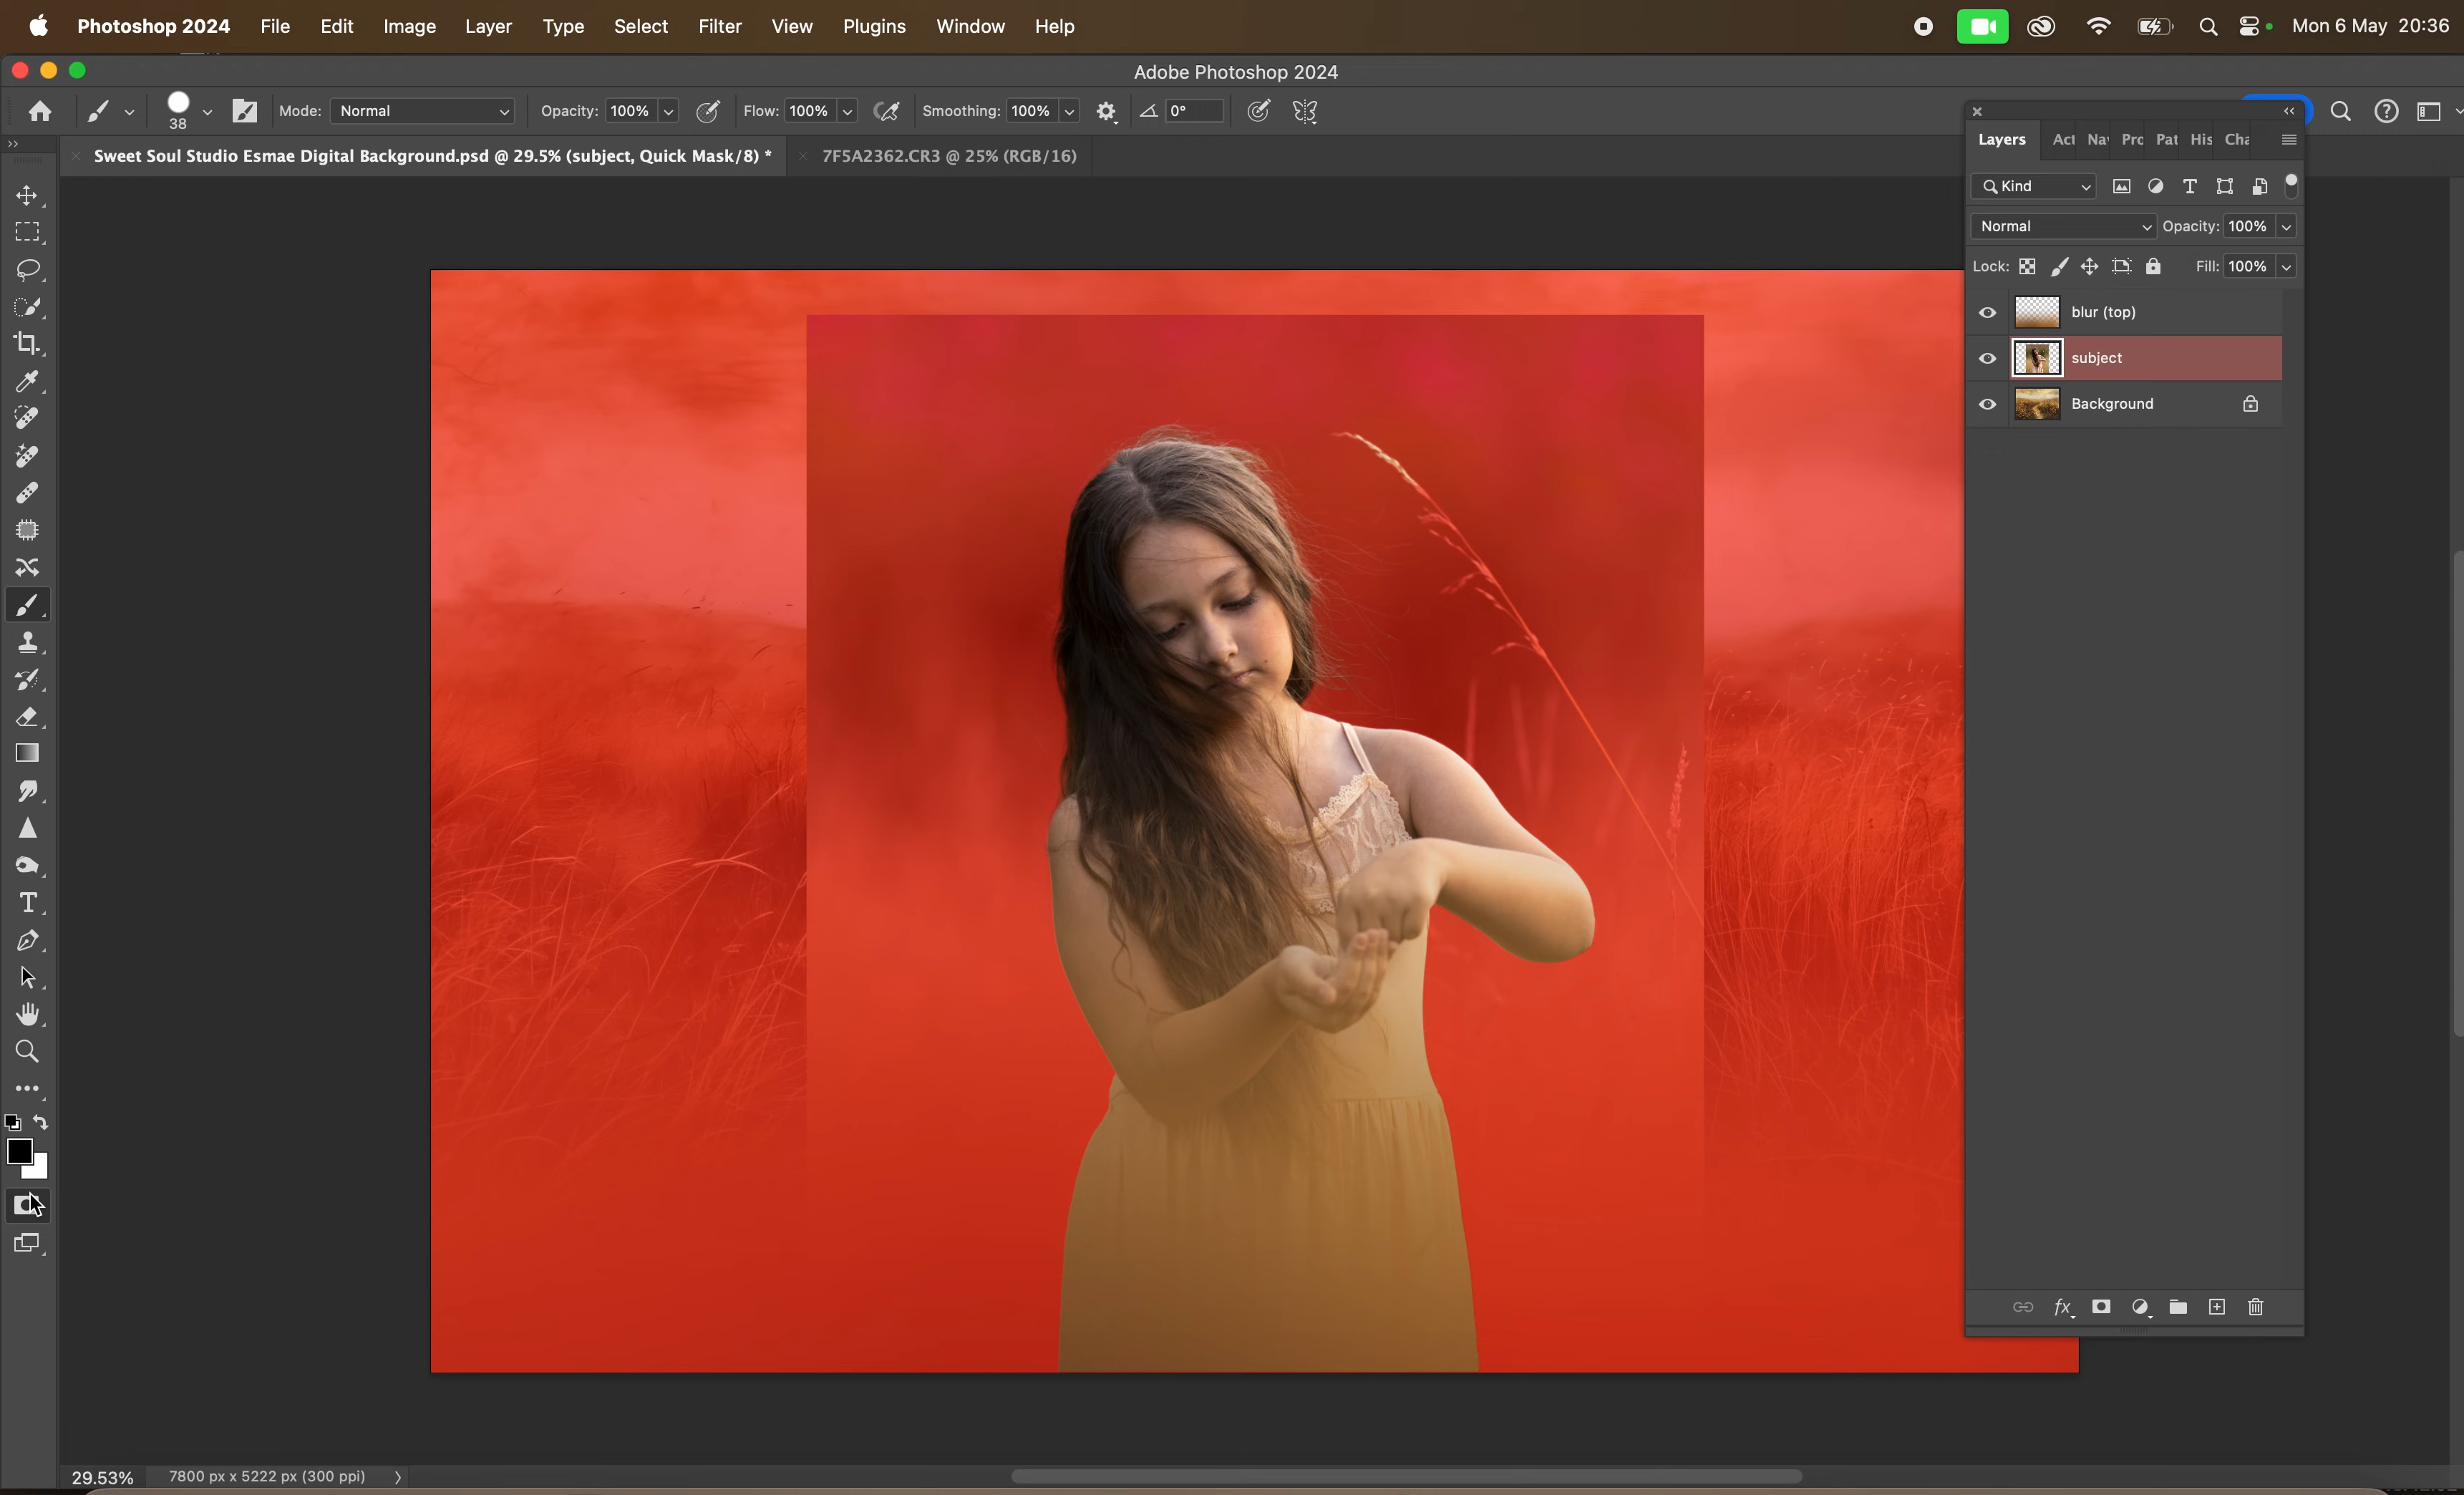 Photoshop 2024 File Edit Image Layer Type Select Filter View Plugins Window Help Mon 6 May 20:36
Adobe Photoshop 2024
38 Mode: Normal Opacity: 100% Flow: 100% Smoothing: 100% 0°
Sweet Soul Studio Esmae Digital Background.psd @ 29.5% (subject, Quick Mask/8) * 7F5A2362.CR3 @ 25% (RGB/16)
Layers Act Na Pro Pat His Cha
Kind
Normal Opacity: 100%
Lock: Fill: 100%
blur (top)
subject
Background
fx
29.53% 7800 px x 5222 px (300 ppi)